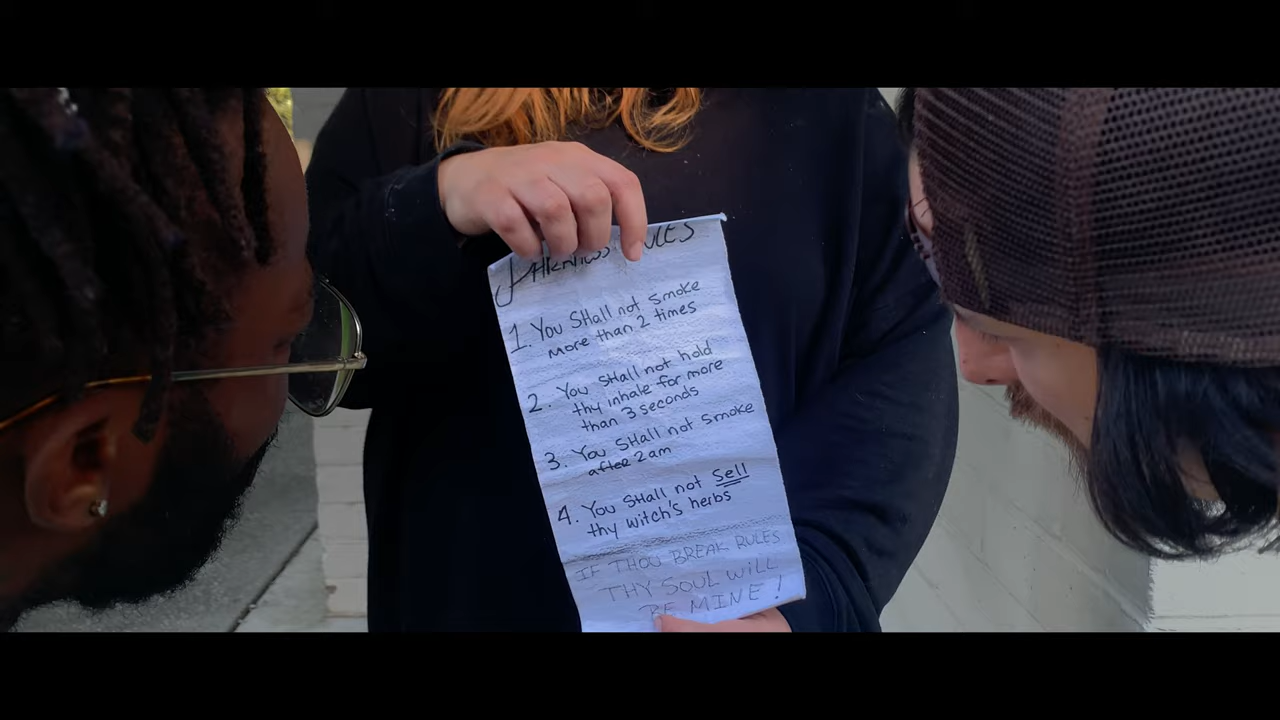 1. YOU SHall not smoke
more than 2 times
2. YOU SHall not hold
thy inhale for more
than 3 seconds
3. YOU SHall not smoke
after 2am
4. YOU SHall not Sell
thy witch's herbs
IF THOU BREAK RULES
THY SOUL WILL
BE MINE!